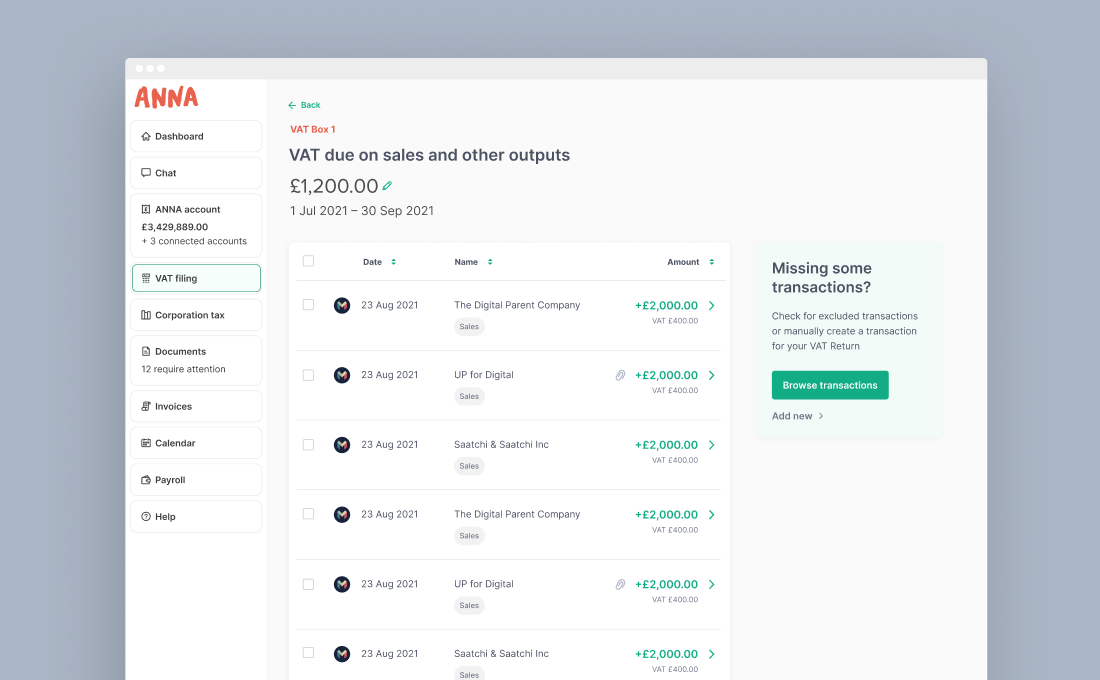 ANNA
Dashboard
Chat
ANNA account
£3,429,889.00
+ 3 connected accounts
VAT filing
Corporation tax
Documents
12 require attention
Invoices
Calendar
Payroll
Help
Back
VAT Box 1
VAT due on sales and other outputs
£1,200.00
1 Jul 2021 – 30 Sep 2021
Date Name Amount
23 Aug 2021 The Digital Parent Company +£2,000.00
Sales VAT £400.00
23 Aug 2021 UP for Digital +£2,000.00
Sales VAT £400.00
23 Aug 2021 Saatchi & Saatchi Inc +£2,000.00
Sales VAT £400.00
23 Aug 2021 The Digital Parent Company +£2,000.00
Sales VAT £400.00
23 Aug 2021 UP for Digital +£2,000.00
Sales VAT £400.00
23 Aug 2021 Saatchi & Saatchi Inc +£2,000.00
Sales VAT £400.00
Missing some
transactions?
Check for excluded transactions
or manually create a transaction
for your VAT Return
Browse transactions
Add new